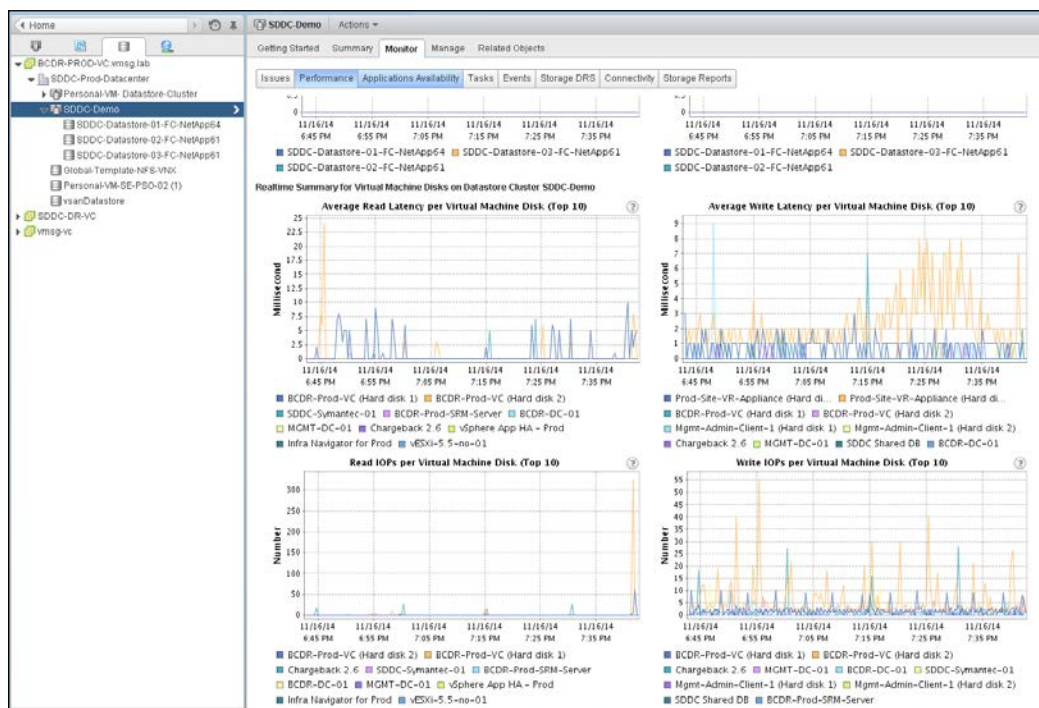 Home
SDDC-Demo Actions
Getting Started Summary Monitor Manage Related Objects
Issues Performance Applications Availability Tasks Events Storage DRS Connectivity Storage Reports
BCDR-PROD-VC.vmsg.lab
SDDC-Prod-Datacenter
Personal-VM- Datastore-Cluster
SDDC-Demo
SDDC-Datastore-01-FC-NetApp64
SDDC-Datastore-02-FC-NetApp61
SDDC-Datastore-03-FC-NetApp61
Global-Template-NFS-VNX
Personal-VM-SE-PSO-02 (1)
vsanDatastore
SDDC-DR-VC
vmsg-vc
0
11/16/14 11/16/14 11/16/14 11/16/14 11/16/14 11/16/14
6:45 PM 6:55 PM 7:05 PM 7:15 PM 7:25 PM 7:35 PM
SDDC-Datastore-01-FC-NetApp64 SDDC-Datastore-03-FC-NetApp61
SDDC-Datastore-02-FC-NetApp61
0
11/16/14 11/16/14 11/16/14 11/16/14 11/16/14 11/16/14
6:45 PM 6:55 PM 7:05 PM 7:15 PM 7:25 PM 7:35 PM
SDDC-Datastore-01-FC-NetApp64 SDDC-Datastore-03-FC-NetApp61
SDDC-Datastore-02-FC-NetApp61
Realtime Summary for Virtual Machine Disks on Datastore Cluster SDDC-Demo
Average Read Latency per Virtual Machine Disk (Top 10) ?
Millisecond
25
22.5
20
17.5
15
12.5
10
7.5
5
2.5
0
11/16/14 11/16/14 11/16/14 11/16/14 11/16/14 11/16/14
6:45 PM 6:55 PM 7:05 PM 7:15 PM 7:25 PM 7:35 PM
BCDR-Prod-VC (Hard disk 1) BCDR-Prod-VC (Hard disk 2)
SDDC-Symantec-01 BCDR-Prod-SRM-Server BCDR-DC-01
MGMT-DC-01 Chargeback 2.6 vSphere App HA - Prod
Infra Navigator for Prod vESXi-5.5-no-01
Average Write Latency per Virtual Machine Disk (Top 10) ?
Millisecond
9
8
7
6
5
4
3
2
1
0
11/16/14 11/16/14 11/16/14 11/16/14 11/16/14 11/16/14
6:45 PM 6:55 PM 7:05 PM 7:15 PM 7:25 PM 7:35 PM
Prod-Site-VR-Appliance (Hard di... Prod-Site-VR-Appliance (Hard di...
BCDR-Prod-VC (Hard disk 1) BCDR-Prod-VC (Hard disk 2)
Mgmt-Admin-Client-1 (Hard disk 1) Mgmt-Admin-Client-1 (Hard disk 2)
Chargeback 2.6 MGMT-DC-01 SDDC Shared DB BCDR-DC-01
Read IOPs per Virtual Machine Disk (Top 10) ?
Number
300
250
200
150
100
50
0
11/16/14 11/16/14 11/16/14 11/16/14 11/16/14 11/16/14
6:45 PM 6:55 PM 7:05 PM 7:15 PM 7:25 PM 7:35 PM
BCDR-Prod-VC (Hard disk 1) BCDR-Prod-VC (Hard disk 2)
Chargeback 2.6 SDDC-Symantec-01 BCDR-Prod-SRM-Server
BCDR-DC-01 MGMT-DC-01 vSphere App HA - Prod
Infra Navigator for Prod vESXi-5.5-no-01
Write IOPs per Virtual Machine Disk (Top 10) ?
Number
55
50
45
40
35
30
25
20
15
10
5
0
11/16/14 11/16/14 11/16/14 11/16/14 11/16/14 11/16/14
6:45 PM 6:55 PM 7:05 PM 7:15 PM 7:25 PM 7:35 PM
BCDR-Prod-VC (Hard disk 1) BCDR-Prod-VC (Hard disk 2)
Chargeback 2.6 MGMT-DC-01 BCDR-DC-01 SDDC-Symantec-01
Mgmt-Admin-Client-1 (Hard disk 1) Mgmt-Admin-Client-1 (Hard disk 2)
SDDC Shared DB BCDR-Prod-SRM-Server